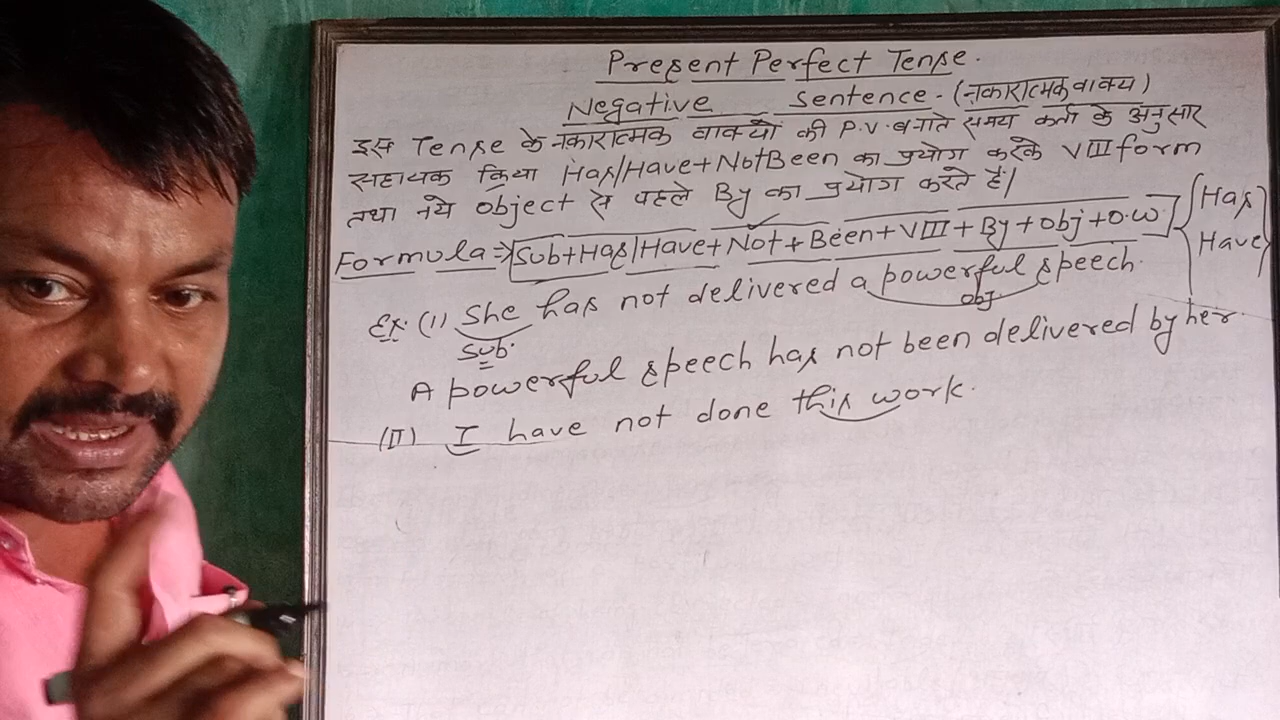 Present Perfect Tense.
Negative Sentence. (नकारात्मक वाक्य)
इस Tense के नकारात्मक वाक्यों की P.V. बनाते समय कर्ता के अनुसार
सहायक क्रिया Has/Have+Not Been का प्रयोग करके VIII form
तथा नये object से पहले By का प्रयोग करते हैं।
Formula⇒ Sub+Has/Have+Not+Been+VIII+By+Obj+O.W
Has
Have
Ex. (I) She has not delivered a powerful speech.
Sub. obj
A powerful speech has not been delivered by her.
(II) I have not done this work.